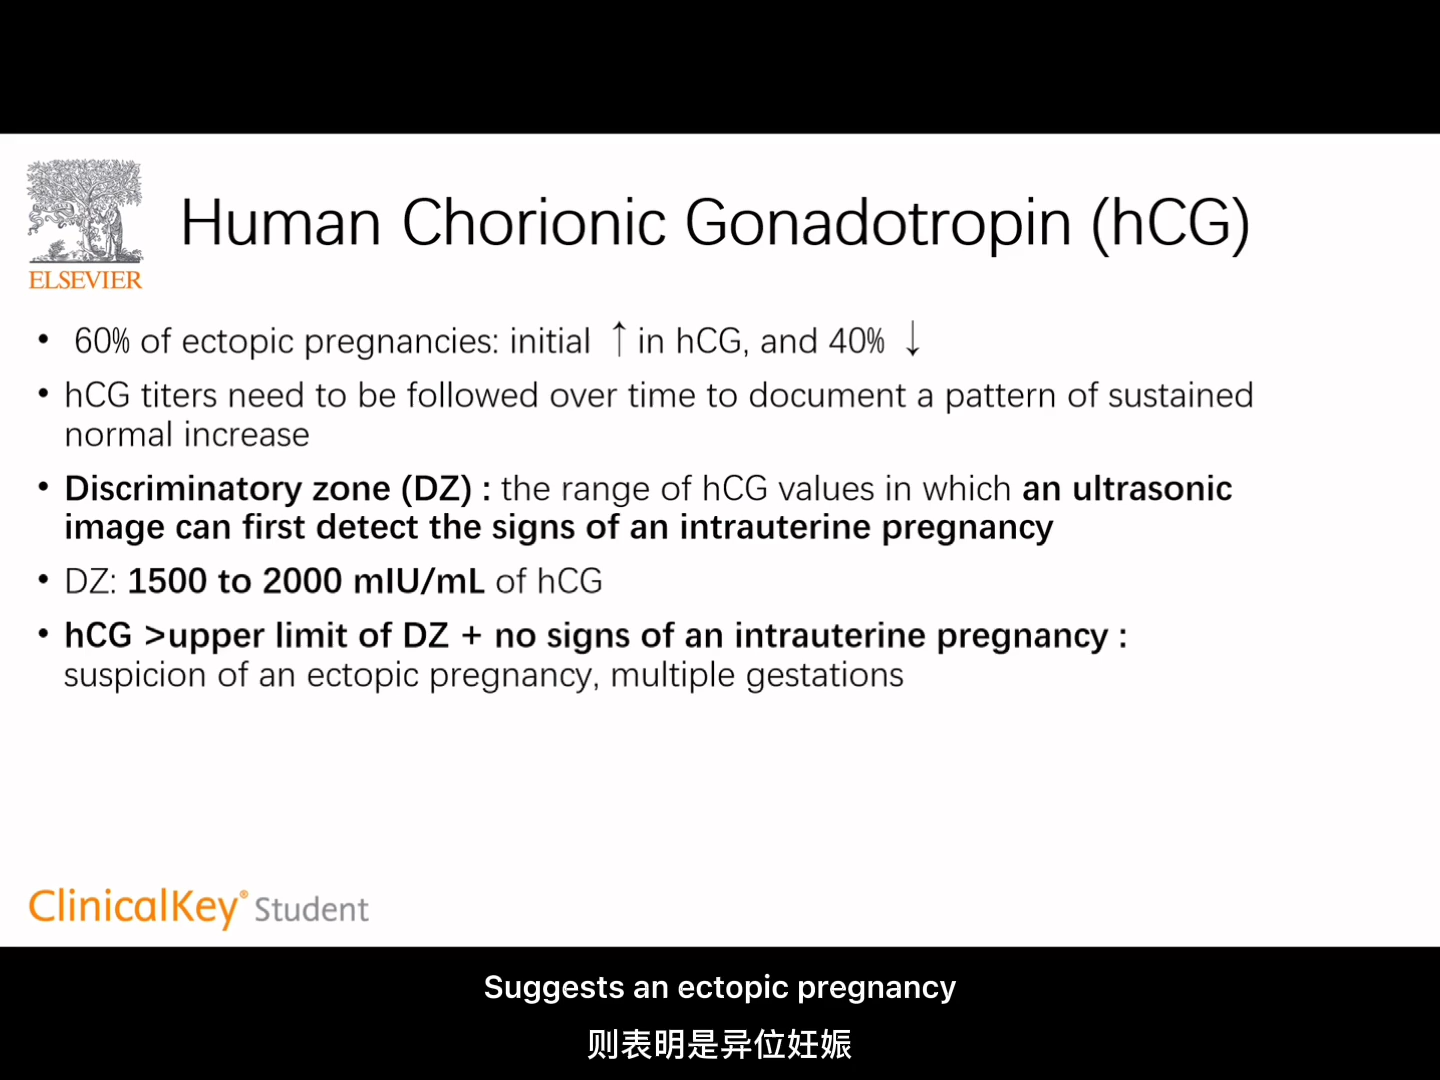 ELSEVIER
Human Chorionic Gonadotropin (hCG)
• 60% of ectopic pregnancies: initial ↑ in hCG, and 40% ↓
• hCG titers need to be followed over time to document a pattern of sustained
normal increase
• Discriminatory zone (DZ) : the range of hCG values in which an ultrasonic
image can first detect the signs of an intrauterine pregnancy
• DZ: 1500 to 2000 mIU/mL of hCG
• hCG >upper limit of DZ + no signs of an intrauterine pregnancy :
suspicion of an ectopic pregnancy, multiple gestations
ClinicalKey® Student
Suggests an ectopic pregnancy
则表明是异位妊娠